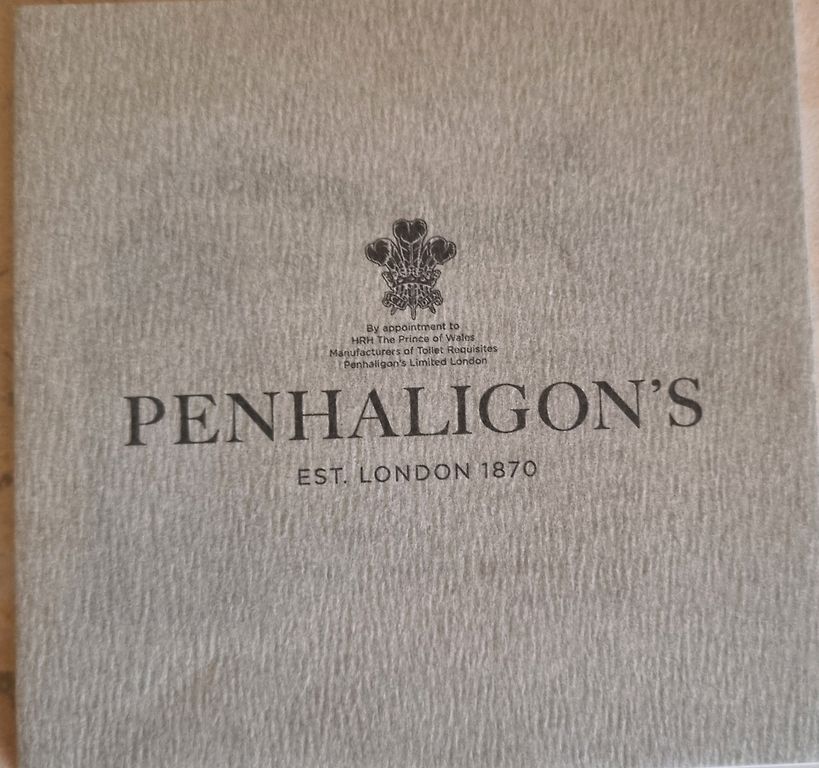 By appointment to
HRH The Prince of Wales
Manufacturers of Toilet Requisites
Penhaligon's Limited London
PENHALIGON'S
EST. LONDON 1870